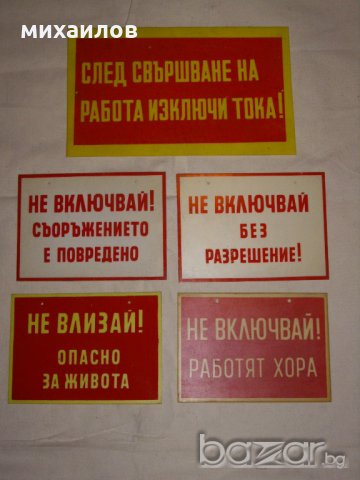 михаилов
СЛЕД СВЪРШВАНЕ НА
РАБОТА ИЗКЛЮЧИ ТОКА!
НЕ ВКЛЮЧВАЙ!
СЪОРЪЖЕНИЕТО
Е ПОВРЕДЕНО
НЕ ВКЛЮЧВАЙ
БЕЗ
РАЗРЕШЕНИЕ!
НЕ ВЛИЗАЙ!
ОПАСНО
ЗА ЖИВОТА
НЕ ВКЛЮЧВАЙ!
РАБОТЯТ ХОРА
bazar.bg